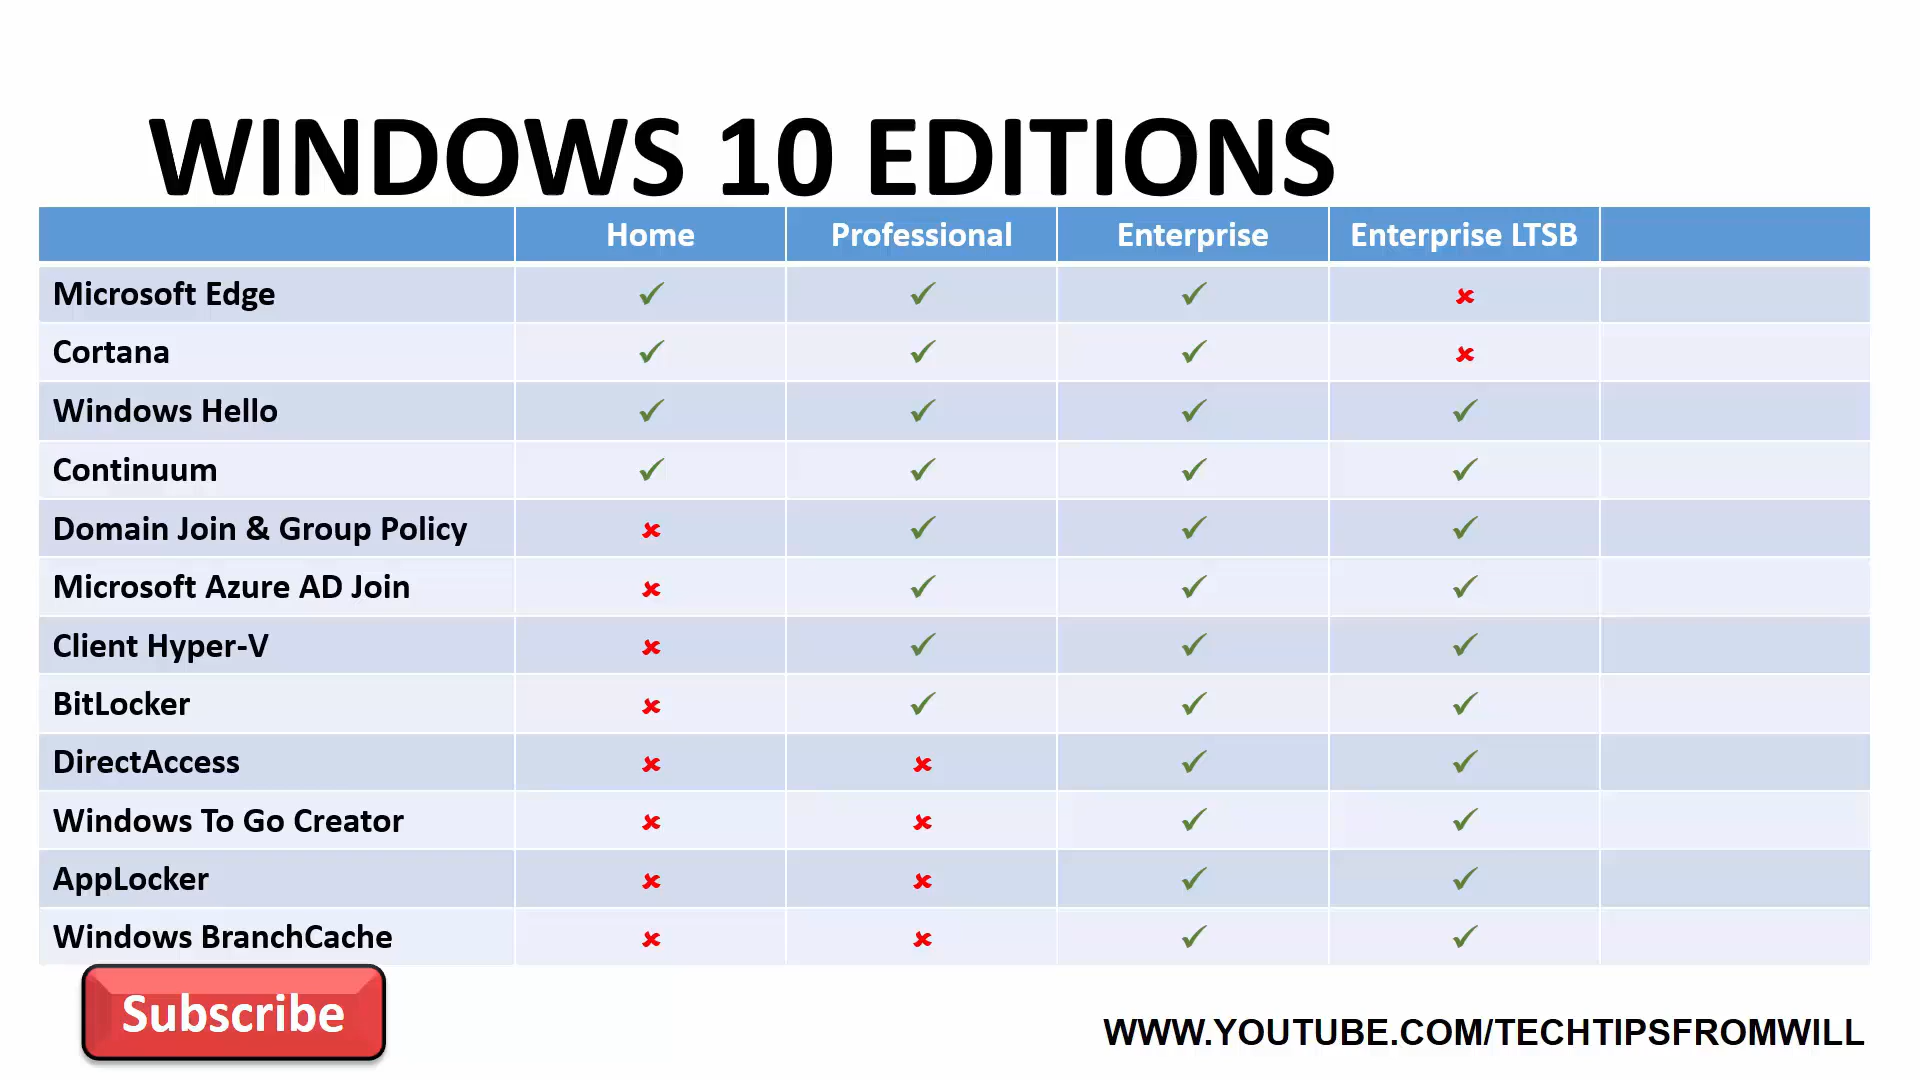 WINDOWS 10 EDITIONS
Home Professional Enterprise Enterprise LTSB
Microsoft Edge ✓ ✓ ✓ ✘
Cortana ✓ ✓ ✓ ✘
Windows Hello ✓ ✓ ✓ ✓
Continuum ✓ ✓ ✓ ✓
Domain Join & Group Policy ✘ ✓ ✓ ✓
Microsoft Azure AD Join ✘ ✓ ✓ ✓
Client Hyper-V ✘ ✓ ✓ ✓
BitLocker ✘ ✓ ✓ ✓
DirectAccess ✘ ✘ ✓ ✓
Windows To Go Creator ✘ ✘ ✓ ✓
AppLocker ✘ ✘ ✓ ✓
Windows BranchCache ✘ ✘ ✓ ✓
Subscribe
WWW.YOUTUBE.COM/TECHTIPSFROMWILL